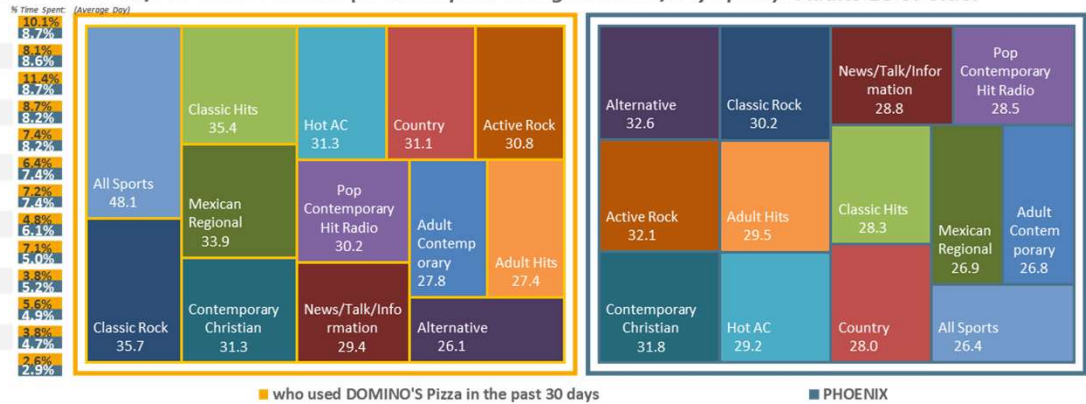 % Time Spent: (Average Day)
10.1%
8.7%
8.1%
8.6%
11.4%
8.7%
8.7%
8.2%
7.4%
8.2%
6.4%
7.4%
7.2%
7.4%
4.8%
6.1%
7.1%
5.0%
3.8%
5.2%
5.6%
4.9%
3.8%
4.7%
2.6%
2.9%
All Sports
48.1
Classic Rock
35.7
Classic Hits
35.4
Mexican
Regional
33.9
Contemporary
Christian
31.3
Hot AC
31.3
Country
31.1
Active Rock
30.8
Pop
Contemporary
Hit Radio
30.2
News/Talk/Info
rmation
29.4
Adult
Contemp
orary
27.8
Adult Hits
27.4
Alternative
26.1
Alternative
32.6
Active Rock
32.1
Contemporary
Christian
31.8
Classic Rock
30.2
Adult Hits
29.5
Hot AC
29.2
News/Talk/Infor
mation
28.8
Pop
Contemporary
Hit Radio
28.5
Classic Hits
28.3
Country
28.0
Mexican
Regional
26.9
Adult
Contem
porary
26.8
All Sports
26.4
who used DOMINO'S Pizza in the past 30 days
PHOENIX